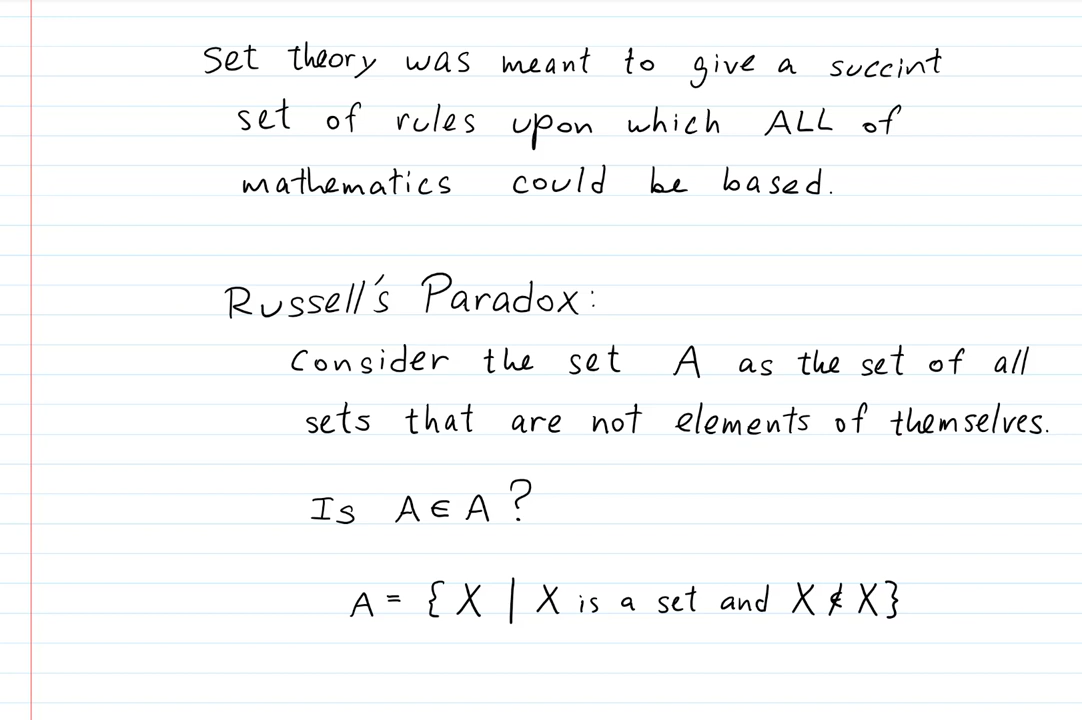 Set theory was meant to give a succint
set of rules upon which ALL of
mathematics could be based.
Russell's Paradox:
Consider the set A as the set of all
sets that are not elements of themselves.
Is A ∈ A ?
A = { X | X is a set and X ∉ X }